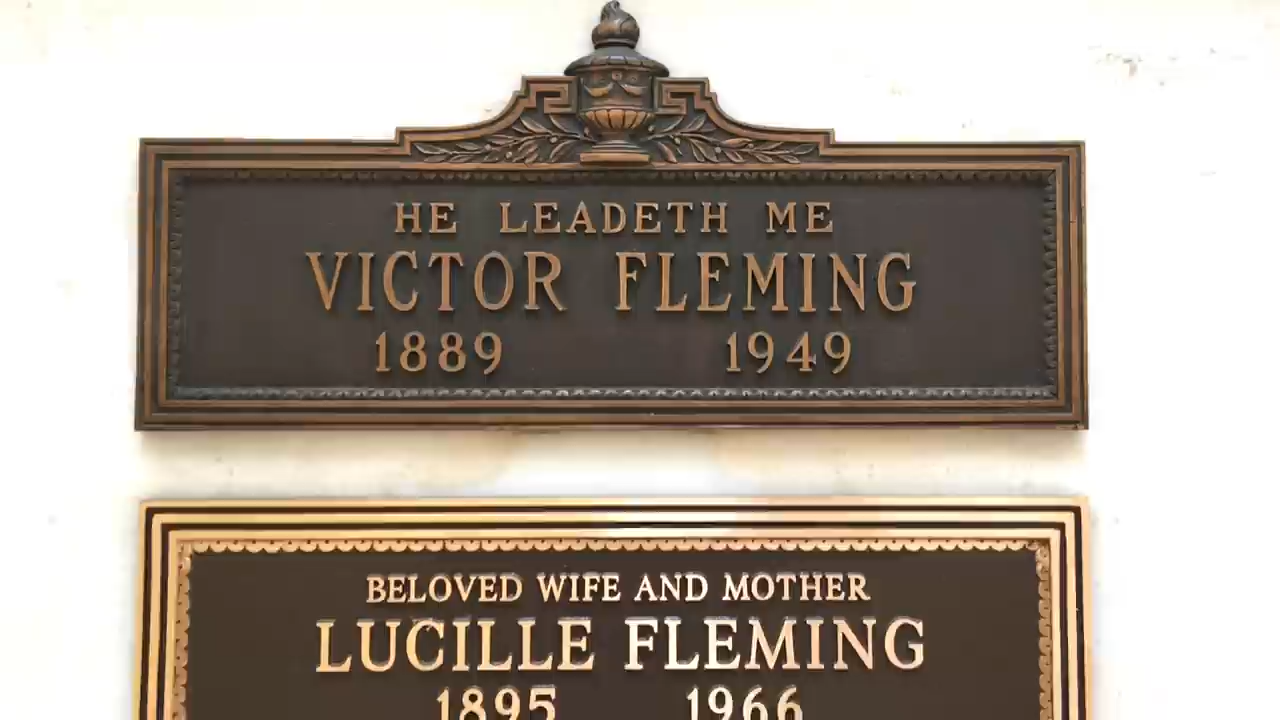 HE LEADETH ME
VICTOR FLEMING
1889 1949
BELOVED WIFE AND MOTHER
LUCILLE FLEMING
1895 1966